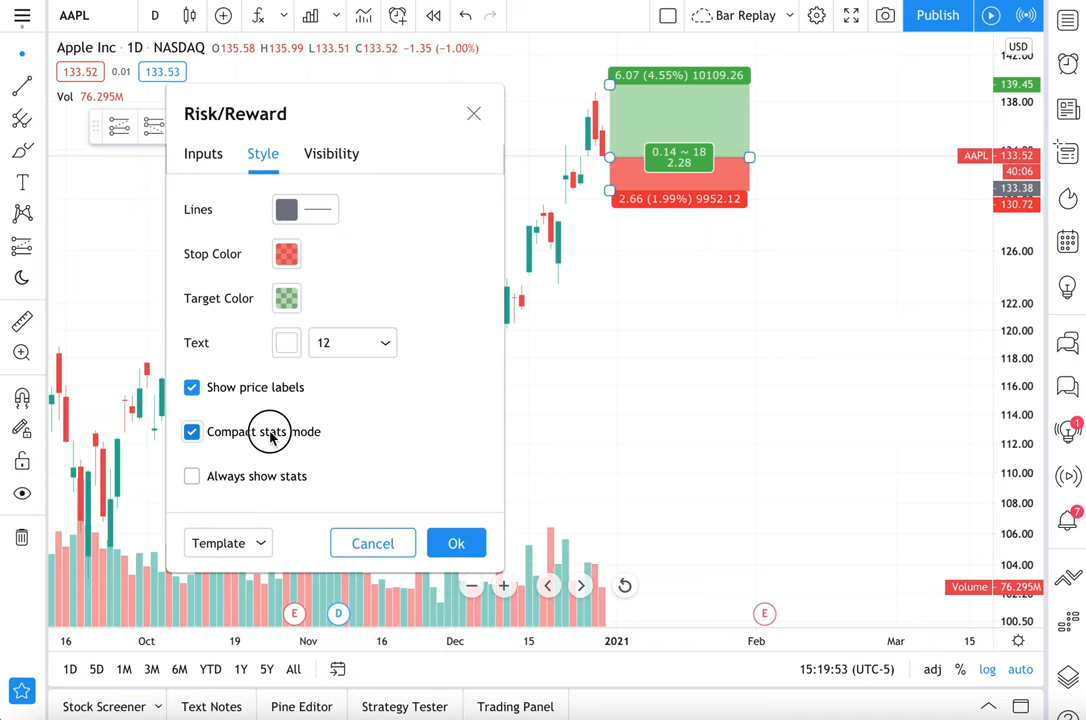 AAPL D Bar Replay Publish
Apple Inc · 1D · NASDAQ O135.58 H135.99 L133.51 C133.52 −1.35 (−1.00%)
133.52 0.01 133.53
Vol 76.295M
Risk/Reward
Inputs Style Visibility
Lines
Stop Color
Target Color
Text 12
Show price labels
Compact stats mode
Always show stats
Template Cancel Ok
6.07 (4.55%) 10109.26
0.14 ~ 18
2.28
2.66 (1.99%) 9952.12
USD
139.45
138.00
AAPL 133.52
40:06
133.38
130.72
126.00
122.00
120.00
118.00
116.00
114.00
112.00
110.00
108.00
106.00
104.00
Volume 76.295M
100.50
1
7
E D E
16 Oct 19 Nov 16 Dec 15 2021 Feb Mar 15
1D 5D 1M 3M 6M YTD 1Y 5Y All 15:19:53 (UTC-5) adj % log auto
Stock Screener Text Notes Pine Editor Strategy Tester Trading Panel